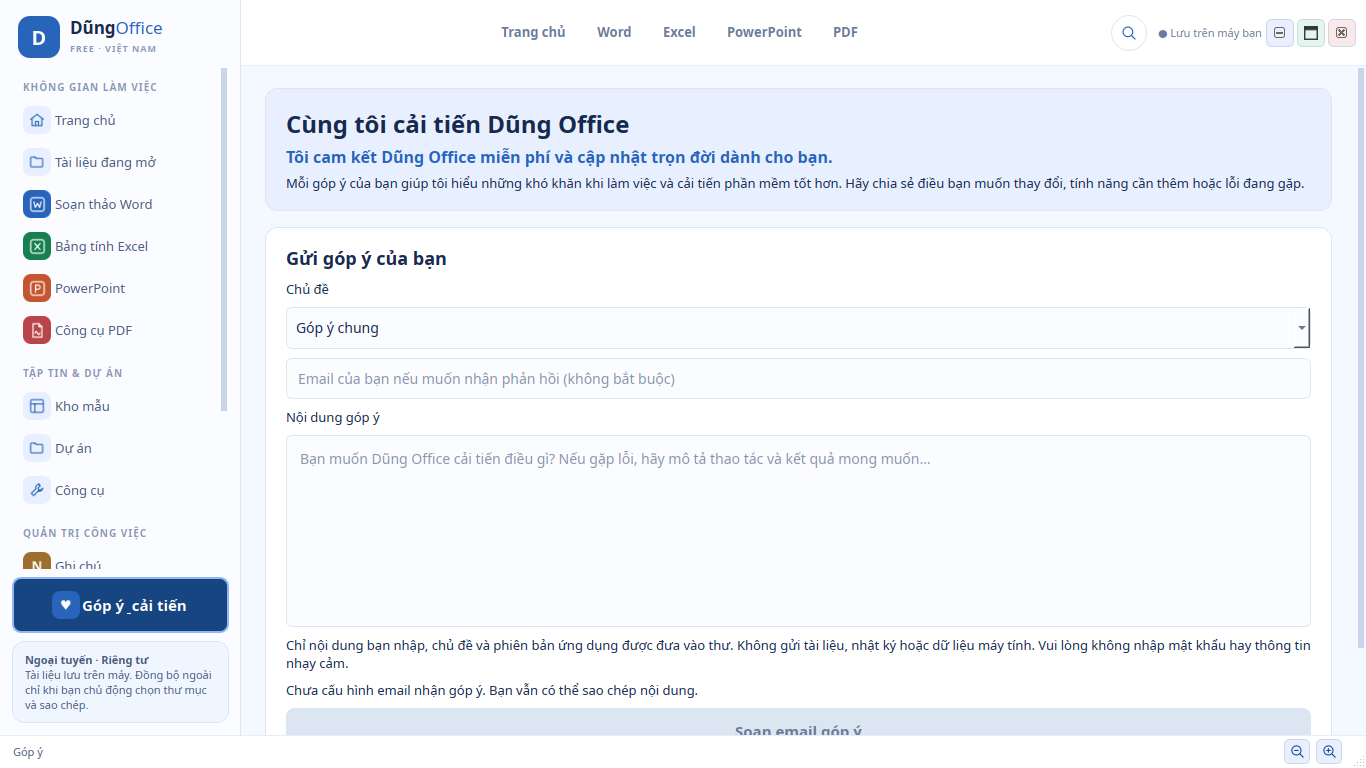 D
DũngOffice
FREE · VIỆT NAM
Trang chủ Word Excel PowerPoint PDF
Lưu trên máy bạn
KHÔNG GIAN LÀM VIỆC
Trang chủ
Tài liệu đang mở
Soạn thảo Word
Bảng tính Excel
PowerPoint
Công cụ PDF
TẬP TIN & DỰ ÁN
Kho mẫu
Dự án
Công cụ
QUẢN TRỊ CÔNG VIỆC
N Ghi chú
Góp ý _cải tiến
Ngoại tuyến · Riêng tư
Tài liệu lưu trên máy. Đồng bộ ngoài
chỉ khi bạn chủ động chọn thư mục
và sao chép.
Cùng tôi cải tiến Dũng Office
Tôi cam kết Dũng Office miễn phí và cập nhật trọn đời dành cho bạn.
Mỗi góp ý của bạn giúp tôi hiểu những khó khăn khi làm việc và cải tiến phần mềm tốt hơn. Hãy chia sẻ điều bạn muốn thay đổi, tính năng cần thêm hoặc lỗi đang gặp.
Gửi góp ý của bạn
Chủ đề
Góp ý chung
Email của bạn nếu muốn nhận phản hồi (không bắt buộc)
Nội dung góp ý
Bạn muốn Dũng Office cải tiến điều gì? Nếu gặp lỗi, hãy mô tả thao tác và kết quả mong muốn...
Chỉ nội dung bạn nhập, chủ đề và phiên bản ứng dụng được đưa vào thư. Không gửi tài liệu, nhật ký hoặc dữ liệu máy tính. Vui lòng không nhập mật khẩu hay thông tin
nhạy cảm.
Chưa cấu hình email nhận góp ý. Bạn vẫn có thể sao chép nội dung.
Soạn email góp ý
Góp ý